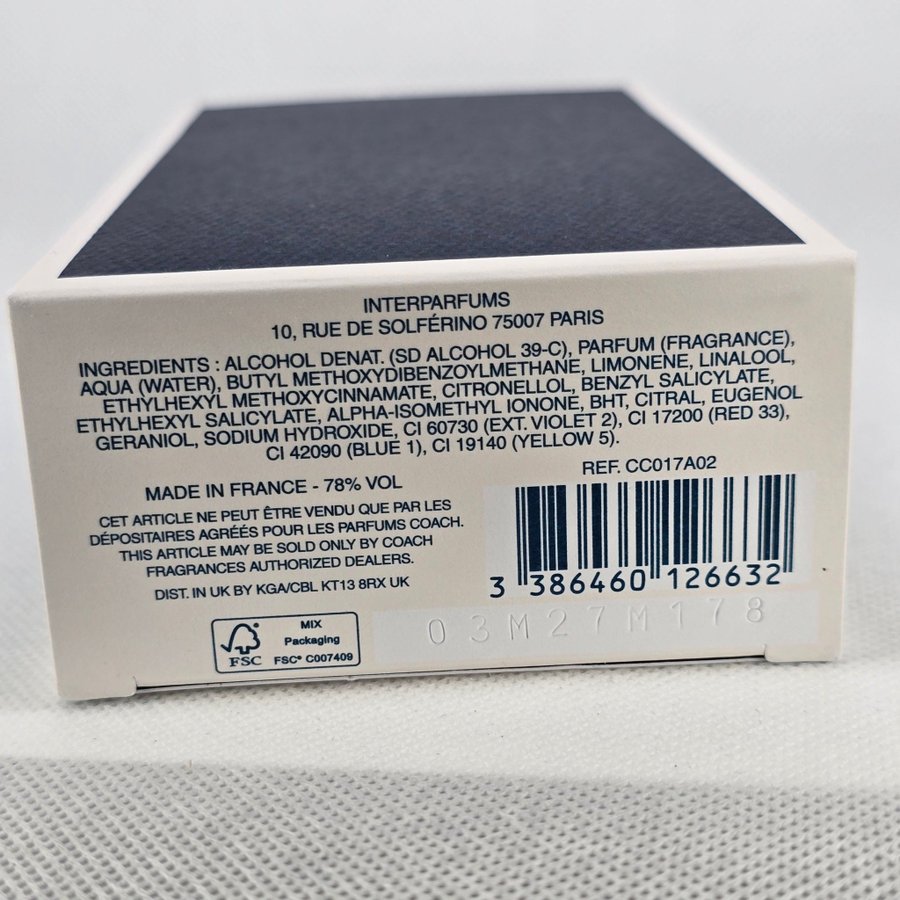 INTERPARFUMS
10, RUE DE SOLFÉRINO 75007 PARIS
INGREDIENTS : ALCOHOL DENAT. (SD ALCOHOL 39-C), PARFUM (FRAGRANCE),
AQUA (WATER), BUTYL METHOXYDIBENZOYLMETHANE, LIMONENE, LINALOOL,
ETHYLHEXYL METHOXYCINNAMATE, CITRONELLOL, BENZYL SALICYLATE,
ETHYLHEXYL SALICYLATE, ALPHA-ISOMETHYL IONONE, BHT, CITRAL, EUGENOL
GERANIOL, SODIUM HYDROXIDE, CI 60730 (EXT. VIOLET 2), CI 17200 (RED 33),
CI 42090 (BLUE 1), CI 19140 (YELLOW 5).
MADE IN FRANCE - 78% VOL
CET ARTICLE NE PEUT ÊTRE VENDU QUE PAR LES
DÉPOSITAIRES AGRÉÉS POUR LES PARFUMS COACH.
THIS ARTICLE MAY BE SOLD ONLY BY COACH
FRAGRANCES AUTHORIZED DEALERS.
DIST. IN UK BY KGA/CBL KT13 8RX UK
REF. CC017A02
3 386460 126632
FSC
MIX
Packaging
FSC® C007409
03M27M178